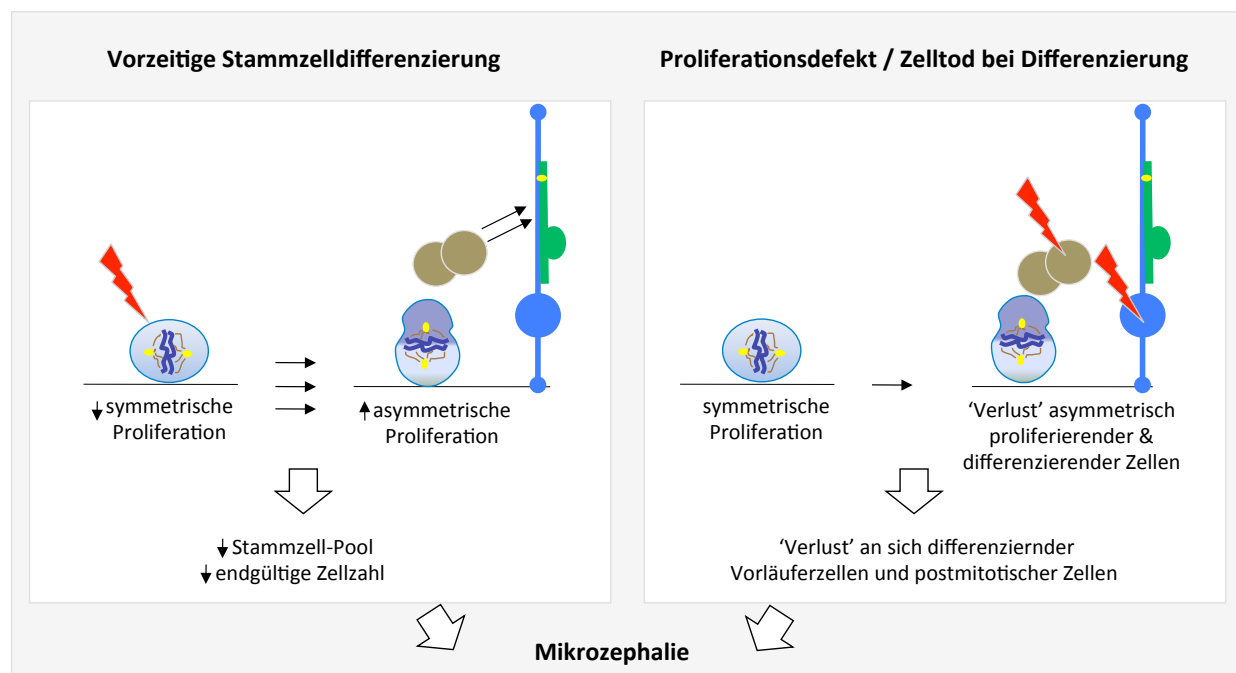 Vorzeitige Stammzelldifferenzierung
↓ symmetrische
Proliferation
↑ asymmetrische
Proliferation
↓ Stammzell-Pool
↓ endgültige Zellzahl
Proliferationsdefekt / Zelltod bei Differenzierung
symmetrische
Proliferation
‘Verlust’ asymmetrisch
proliferierender &
differenzierender Zellen
‘Verlust’ an sich differenziernder
Vorläuferzellen und postmitotischer Zellen
Mikrozephalie